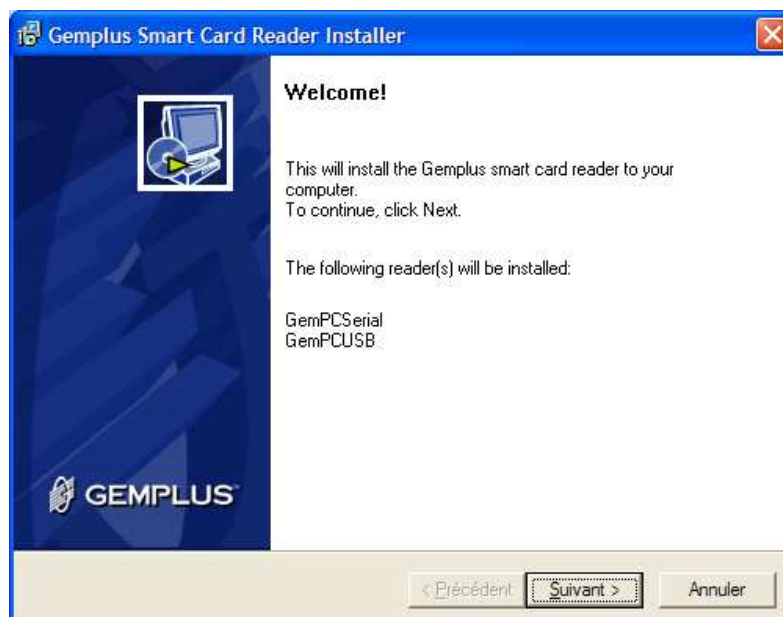 Gemplus Smart Card Reader Installer
Welcome!
This will install the Gemplus smart card reader to your
computer.
To continue, click Next.
The following reader(s) will be installed:
GemPCSerial
GemPCUSB
GEMPLUS
< Précédent
Suivant >
Annuler